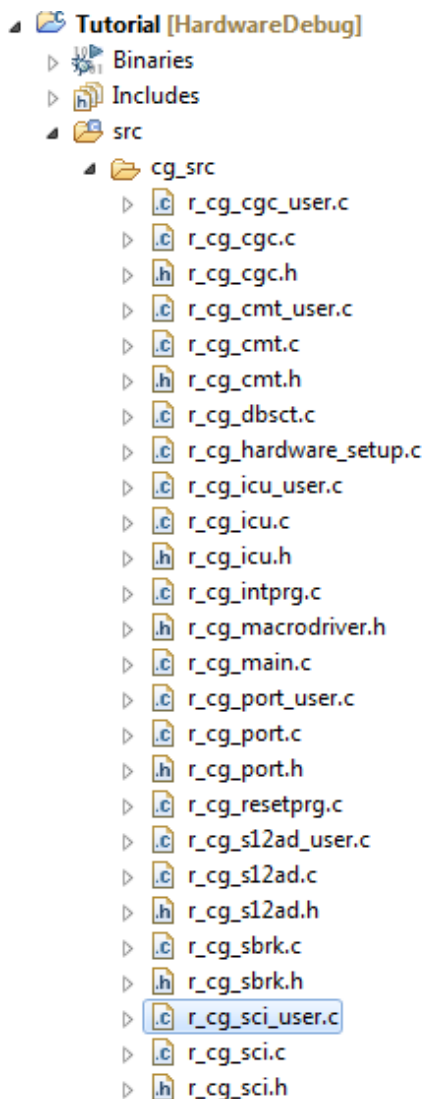 Tutorial [HardwareDebug]
Binaries
Includes
src
cg_src
r_cg_cgc_user.c
r_cg_cgc.c
r_cg_cgc.h
r_cg_cmt_user.c
r_cg_cmt.c
r_cg_cmt.h
r_cg_dbsct.c
r_cg_hardware_setup.c
r_cg_icu_user.c
r_cg_icu.c
r_cg_icu.h
r_cg_intprg.c
r_cg_macrodriver.h
r_cg_main.c
r_cg_port_user.c
r_cg_port.c
r_cg_port.h
r_cg_resetprg.c
r_cg_s12ad_user.c
r_cg_s12ad.c
r_cg_s12ad.h
r_cg_sbrk.c
r_cg_sbrk.h
r_cg_sci_user.c
r_cg_sci.c
r_cg_sci.h